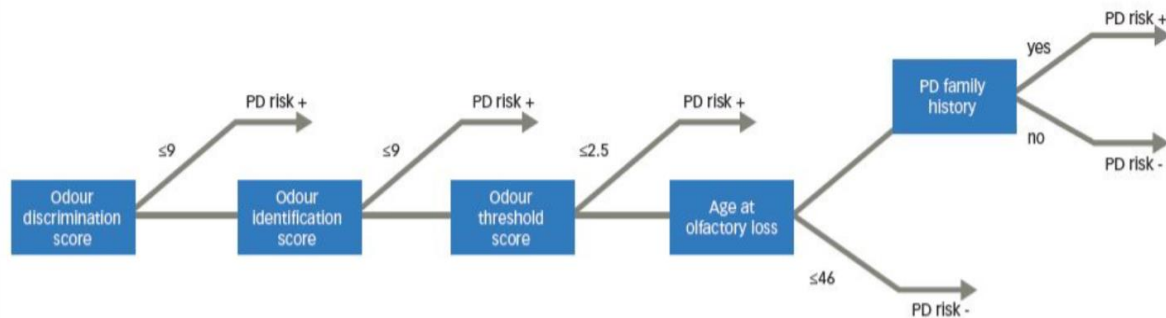 Odour
discrimination
score
≤9
PD risk +
Odour
identification
score
≤9
PD risk +
Odour
threshold
score
≤2.5
PD risk +
Age at
olfactory loss
≤46
PD risk -
PD family
history
yes
PD risk +
no
PD risk -